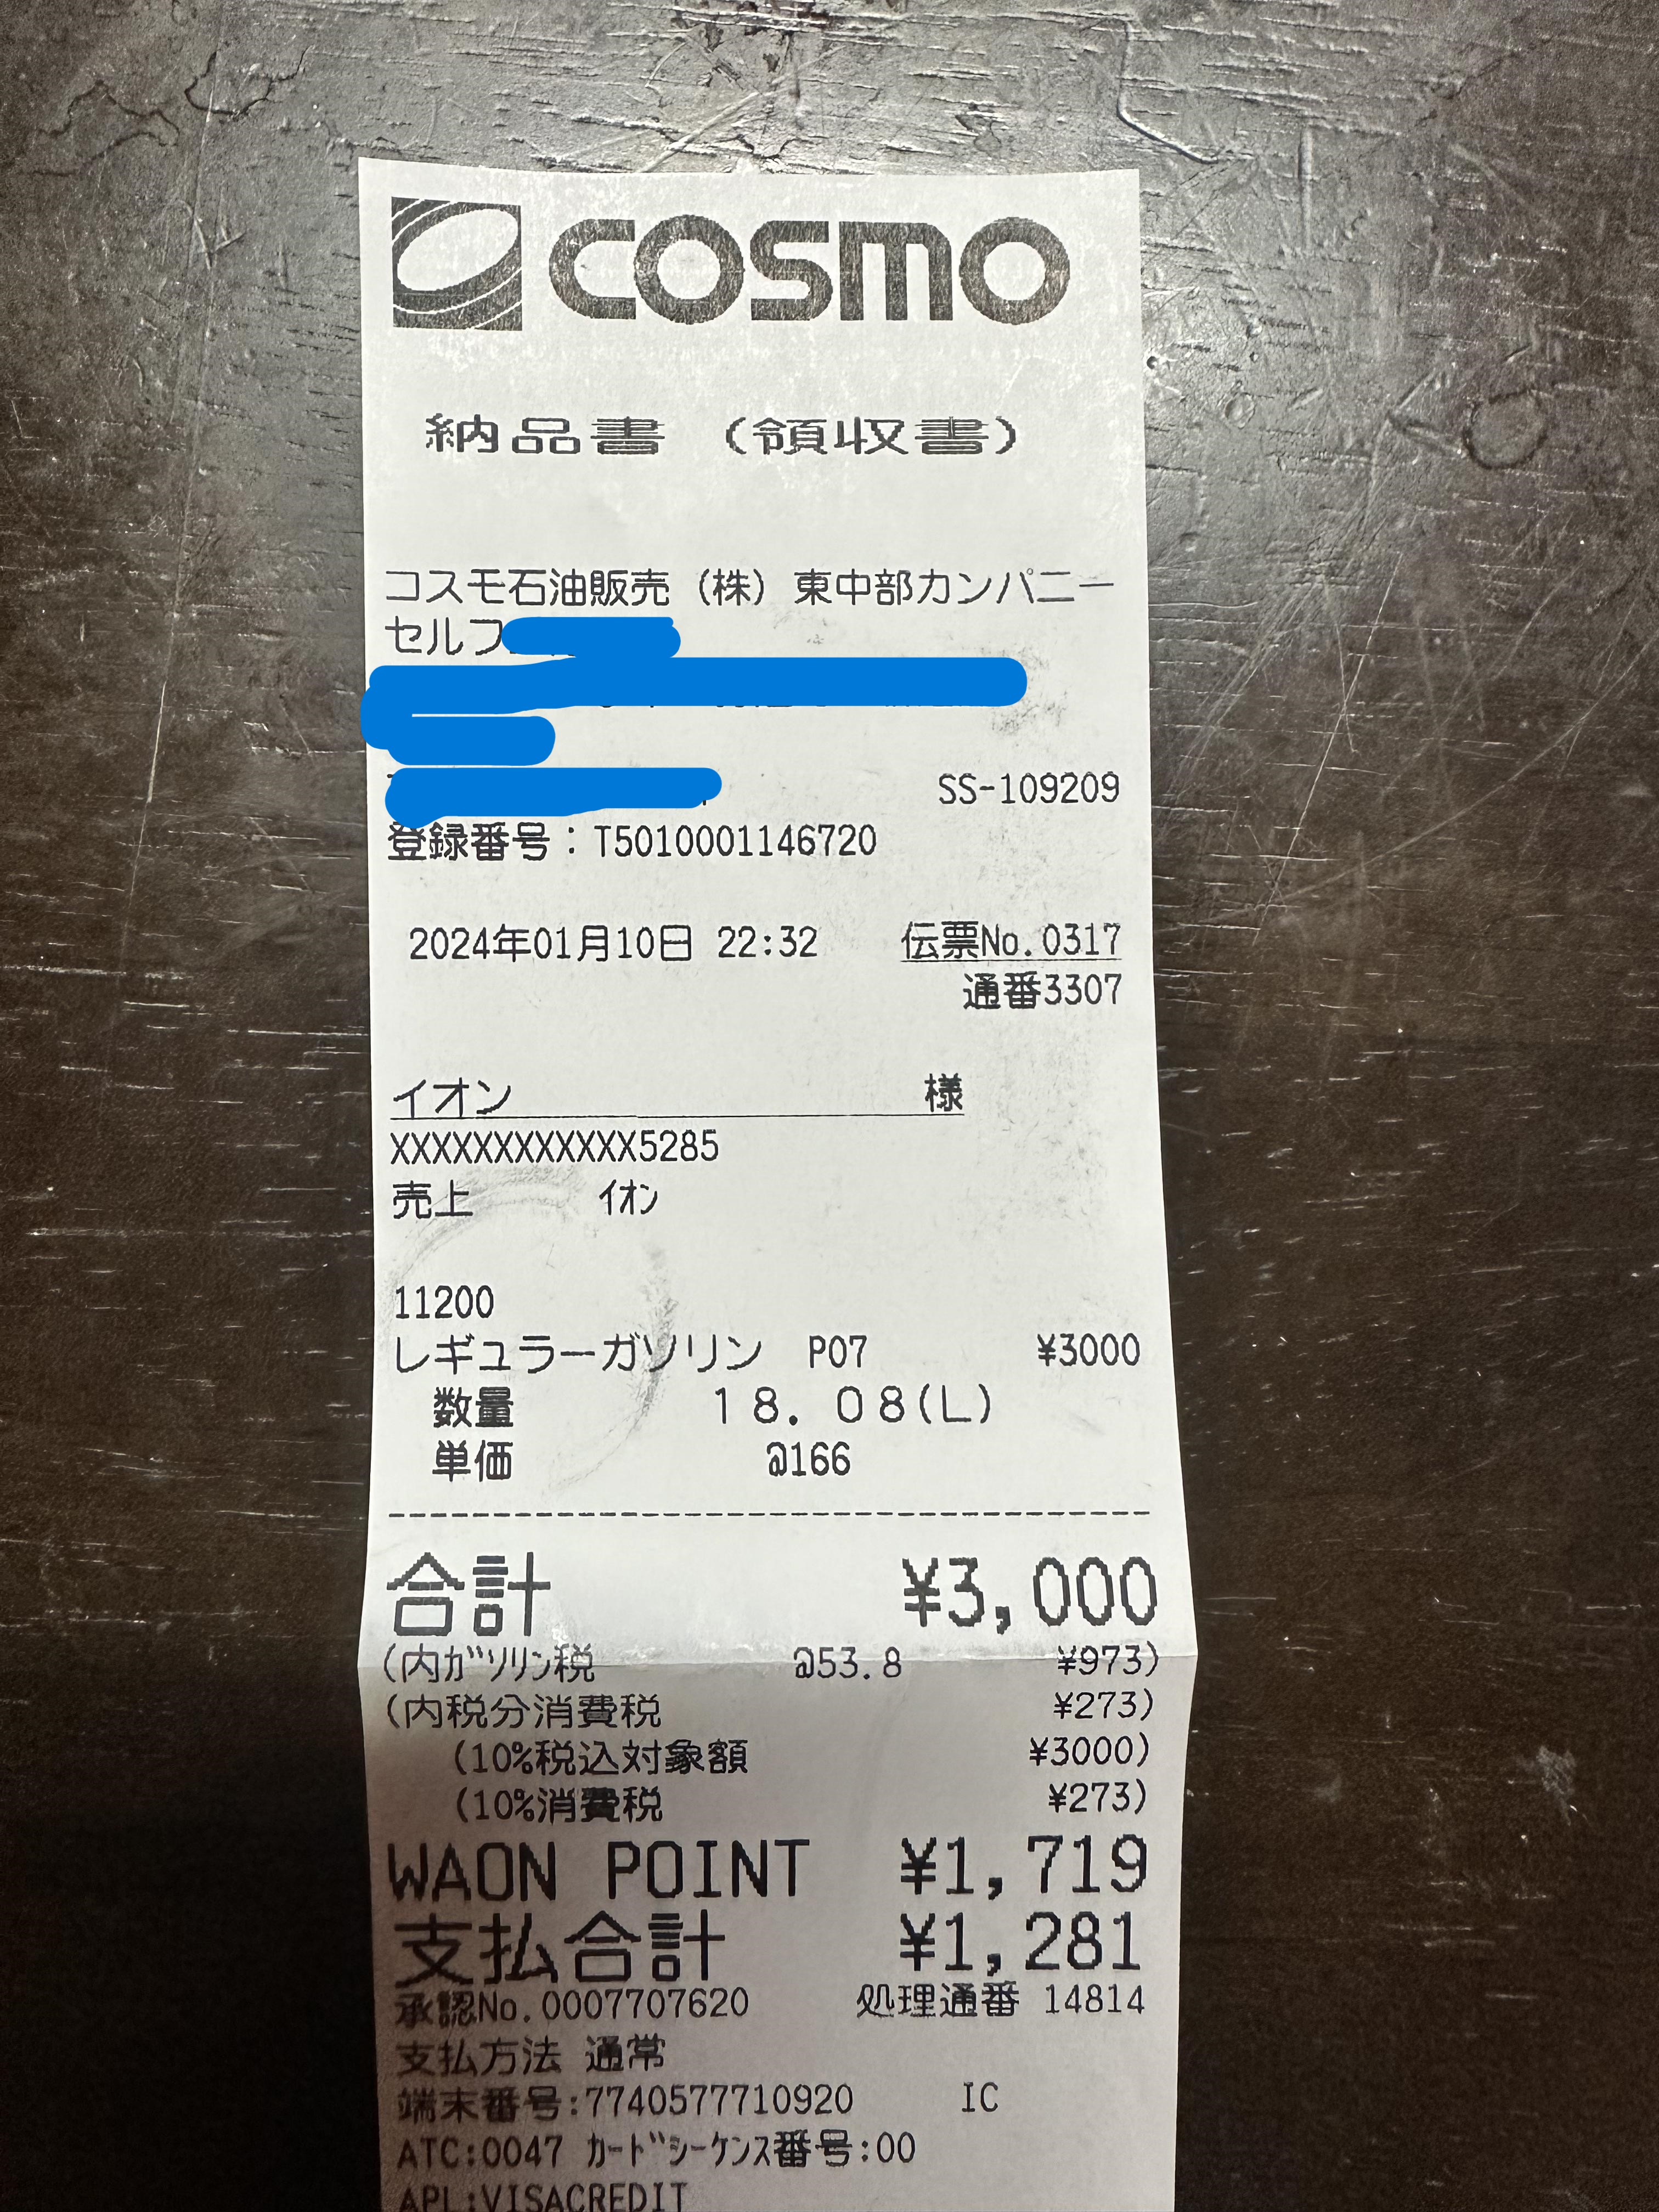 COSMO
納品書 (領収書)
コスモ石油販売（株）東中部カンパニー
セルフ
SS-109209
登録番号：T5010001146720
2024年01月10日 22:32 伝票No.0317
通番3307
イオン 様
XXXXXXXXXXXX5285
売上 ｲｵﾝ
11200
レギュラーガソリン P07 ¥3000
数量 18.08(L)
単価 @166
合計 ¥3,000
(内ｶﾞｿﾘﾝ税 @53.8 ¥973)
(内税分消費税 ¥273)
(10%税込対象額 ¥3000)
(10%消費税 ¥273)
WAON POINT ¥1,719
支払合計 ¥1,281
承認No.0007707620 処理通番 14814
支払方法 通常
端末番号:7740577710920 IC
ATC:0047 ｶｰﾄﾞｼｰｹﾝｽ番号:00
APL:VISACREDIT